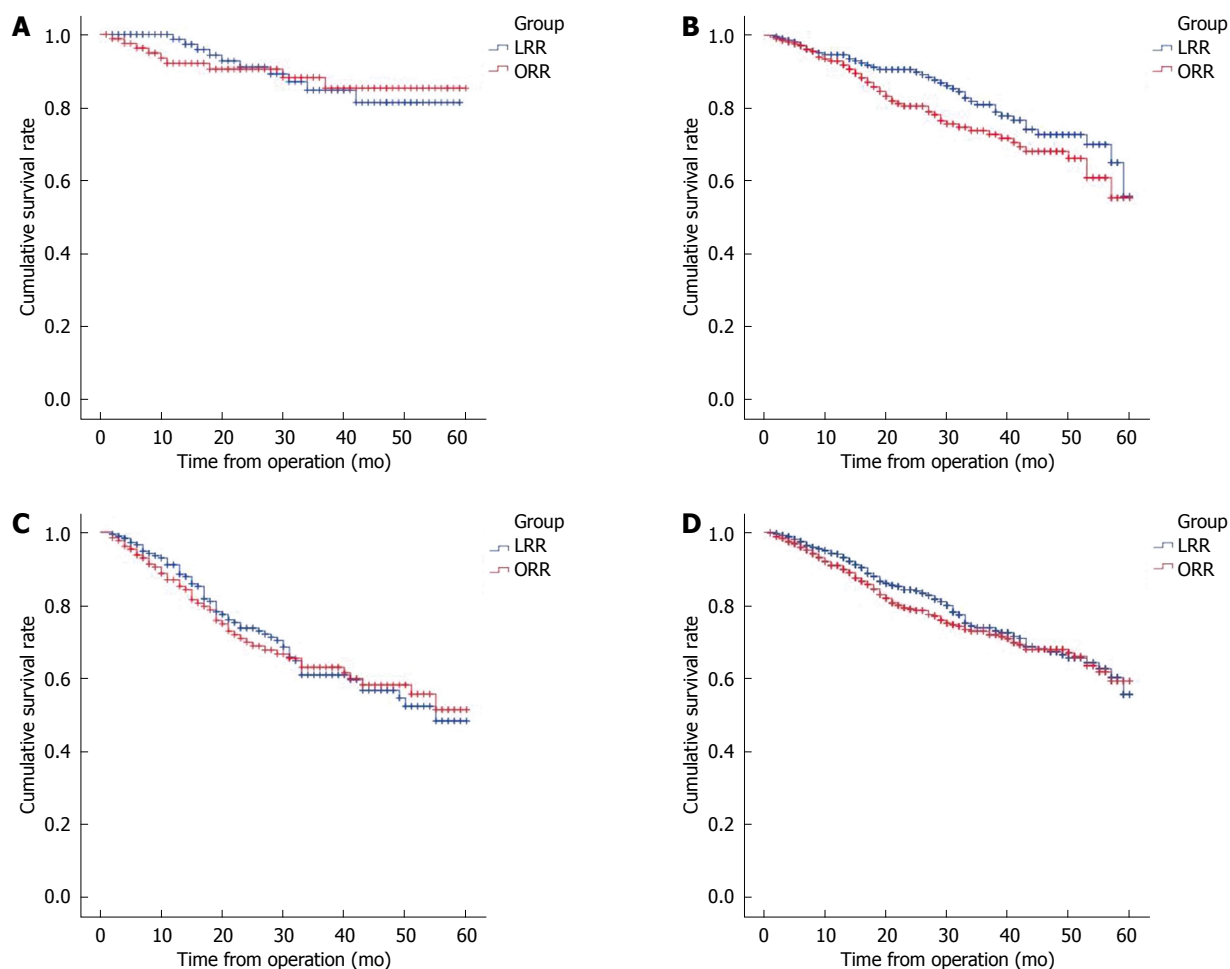 A
Group
LRR
ORR
1.0
0.8
0.6
0.4
0.2
0.0
Cumulative survival rate
0 10 20 30 40 50 60
Time from operation (mo)
B
Group
LRR
ORR
1.0
0.8
0.6
0.4
0.2
0.0
Cumulative survival rate
0 10 20 30 40 50 60
Time from operation (mo)
C
Group
LRR
ORR
1.0
0.8
0.6
0.4
0.2
0.0
Cumulative survival rate
0 10 20 30 40 50 60
Time from operation (mo)
D
Group
LRR
ORR
1.0
0.8
0.6
0.4
0.2
0.0
Cumulative survival rate
0 10 20 30 40 50 60
Time from operation (mo)